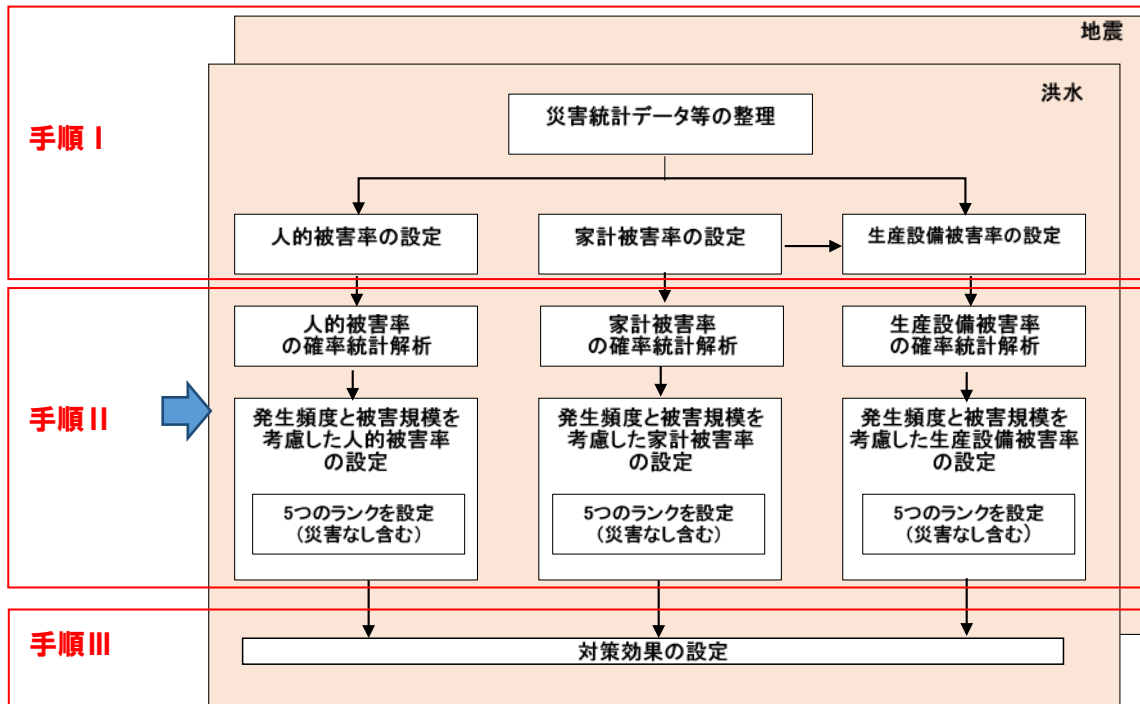 地震
洪水
手順Ⅰ
災害統計データ等の整理
人的被害率の設定
家計被害率の設定
生産設備被害率の設定
手順Ⅱ
人的被害率
の確率統計解析
家計被害率
の確率統計解析
生産設備被害率
の確率統計解析
発生頻度と被害規模を
考慮した人的被害率
の設定
5つのランクを設定
(災害なし含む)
発生頻度と被害規模を
考慮した家計被害率
の設定
5つのランクを設定
(災害なし含む)
発生頻度と被害規模を
考慮した生産設備被害率
の設定
5つのランクを設定
(災害なし含む)
手順Ⅲ
対策効果の設定